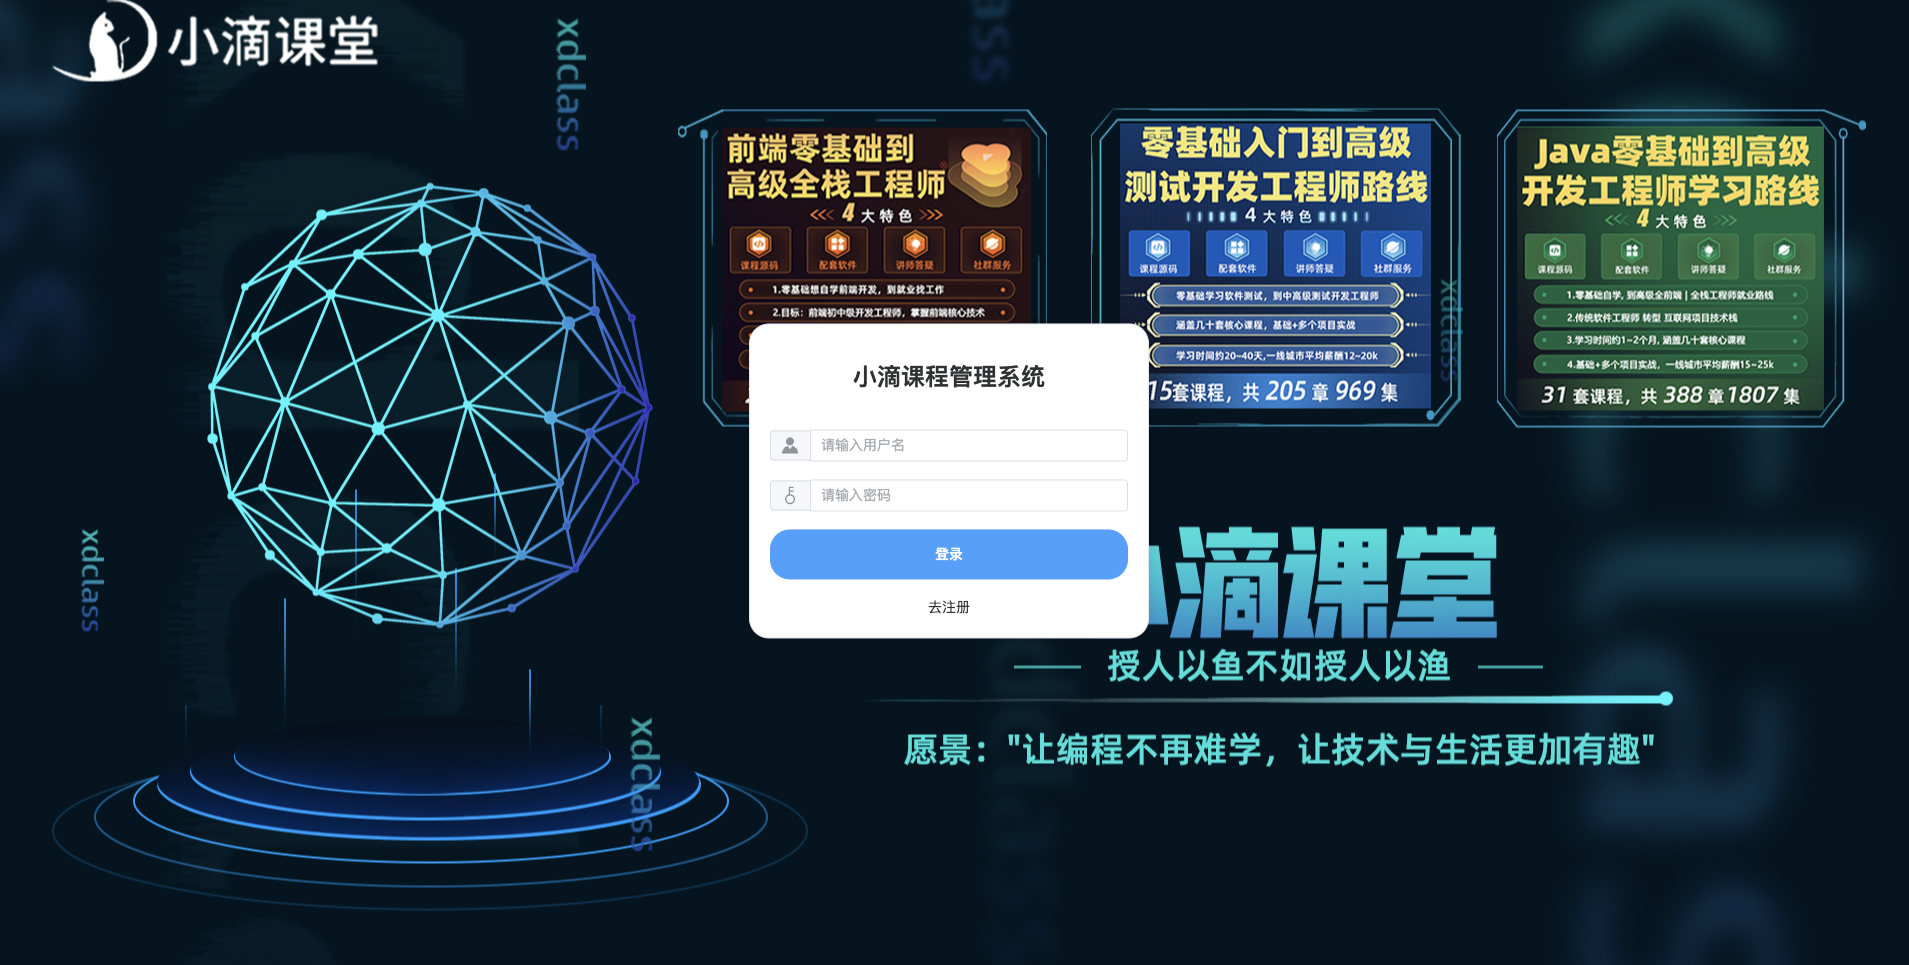 小滴课堂
xdclass
前端零基础到
高级全栈工程师
4大特色
课程源码 配套软件 讲师答疑 社群服务
1.零基础想自学前端开发，到就业找工作
2.目标：前端初中级开发工程师，掌握前端核心技术
零基础入门到高级
测试开发工程师路线
4大特色
课程源码 配套软件 讲师答疑 社群服务
零基础学习软件测试，到中高级测试开发工程师
涵盖几十套核心课程，基础+多个项目实战
学习时间约20~40天,一线城市平均薪酬12~20k
15套课程，共 205 章 969 集
Java零基础到高级
开发工程师学习路线
4大特色
课程源码 配套软件 讲师答疑 社群服务
1.零基础自学, 到高级全前端 | 全栈工程师就业路线
2.传统软件工程师 转型 互联网项目技术栈
3.学习时间约1~2个月, 涵盖几十套核心课程
4.基础+多个项目实战，一线城市平均薪酬15~25k
31 套课程，共 388 章 1807 集
xdclass
小滴课程管理系统
请输入用户名
请输入密码
登录
去注册
xdclass
小滴课堂
授人以鱼不如授人以渔
愿景："让编程不再难学，让技术与生活更加有趣"
xdclass